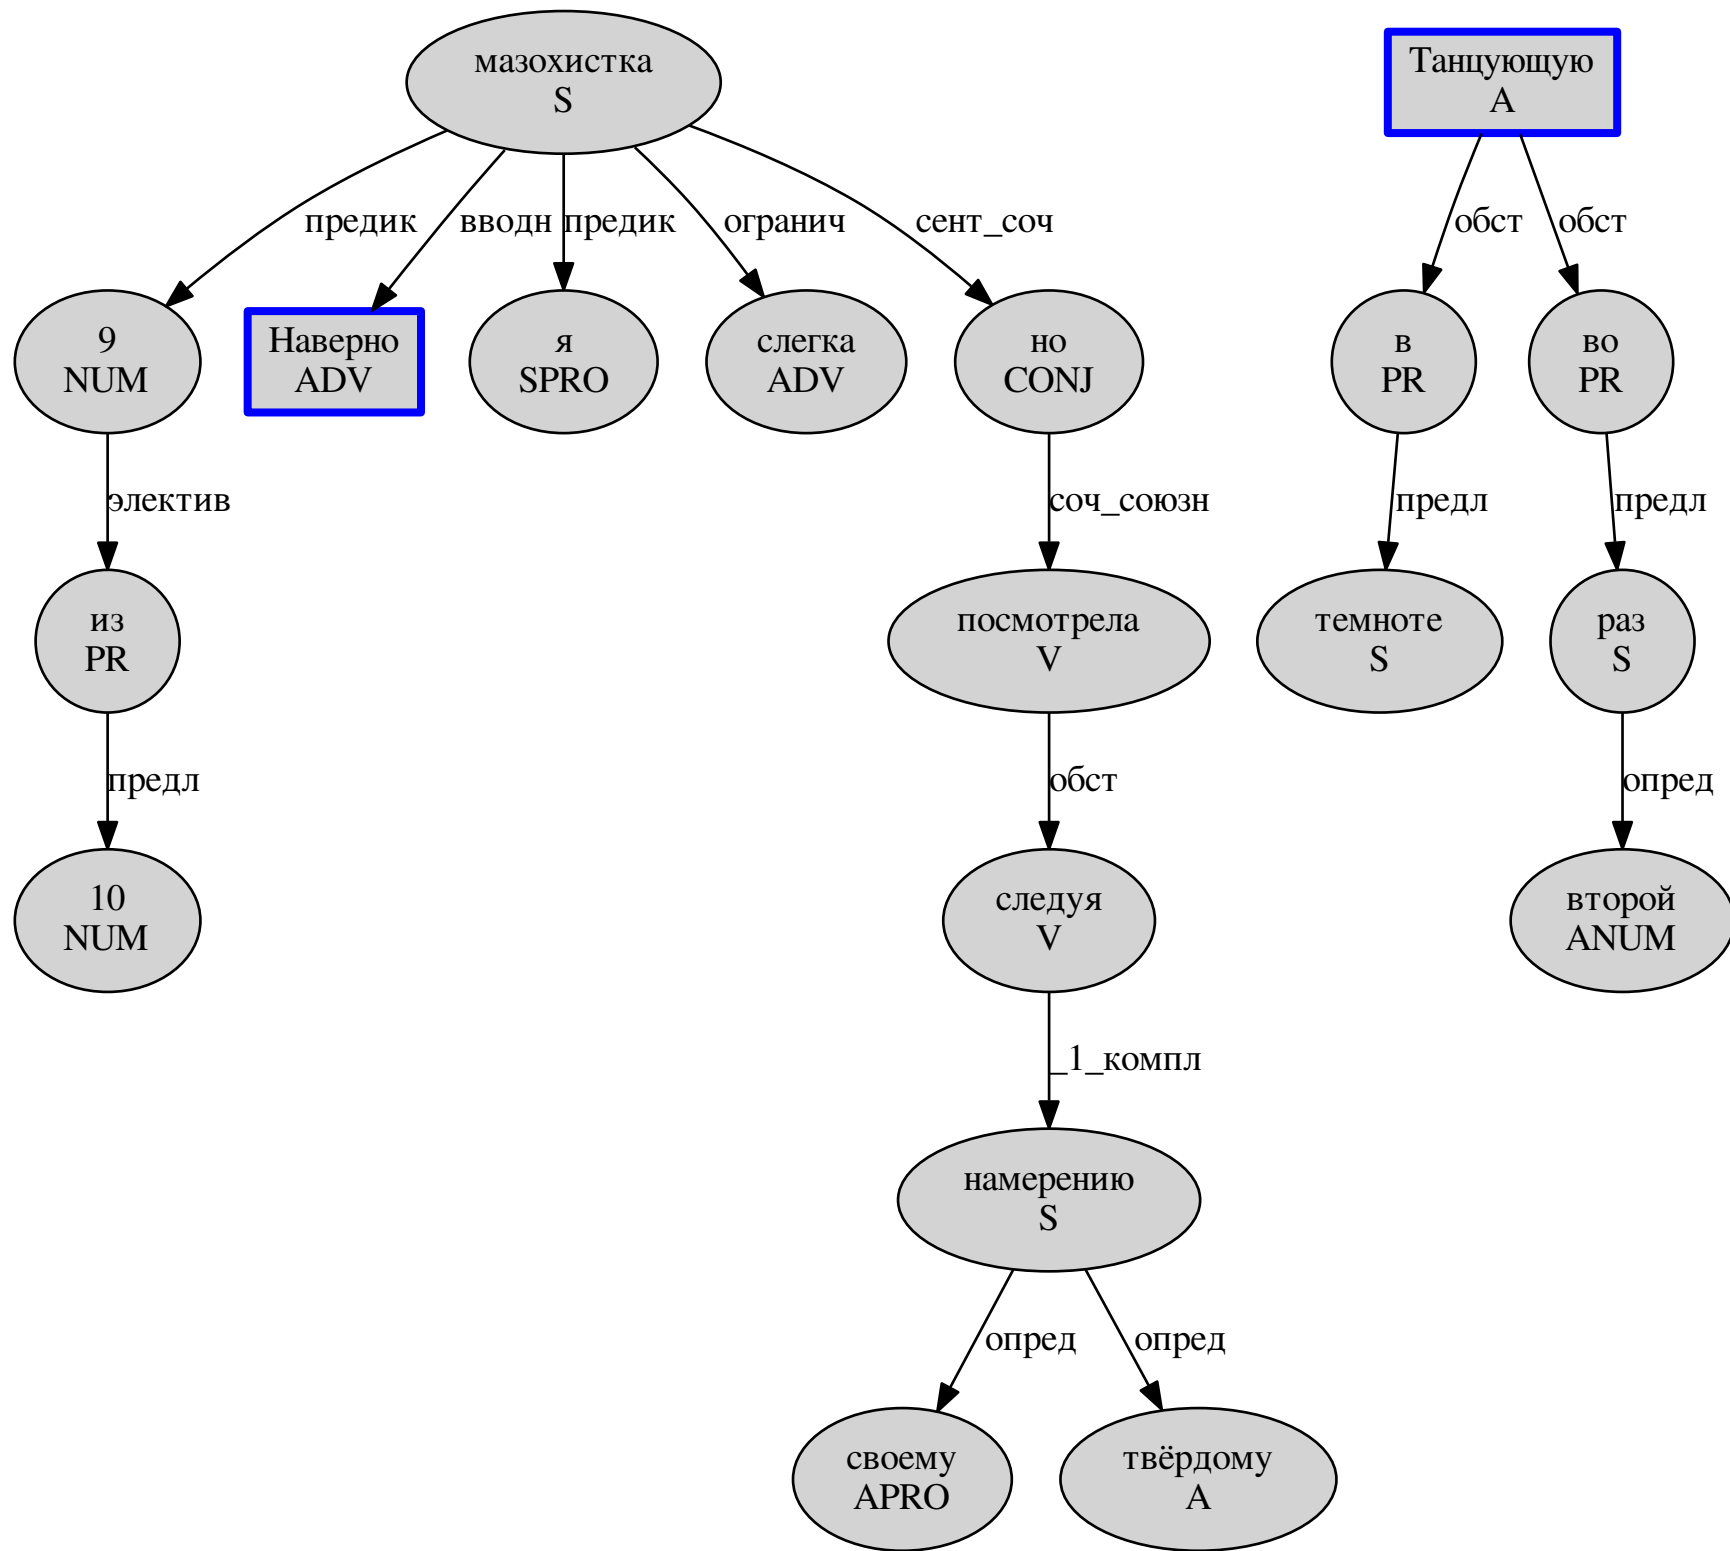 мазохистка
S
Танцующую
A
предик
вводн
предик
огранич
сент_соч
обст
обст
9
NUM
Наверно
ADV
я
SPRO
слегка
ADV
но
CONJ
в
PR
во
PR
электив
соч_союзн
предл
предл
из
PR
посмотрела
V
темноте
S
раз
S
предл
обст
опред
10
NUM
следуя
V
второй
ANUM
_1_компл
намерению
S
опред
опред
своему
APRO
твёрдому
A